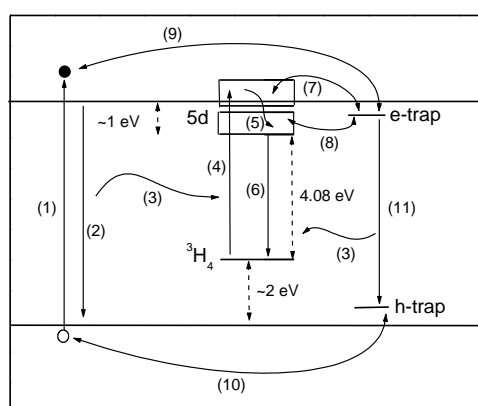 (9)
(7)
5d
e-trap
~1 eV
(5)
(8)
(4)
(3)
(6)
4.08 eV
(1)
(2)
(11)
³H₄
(3)
~2 eV
h-trap
(10)